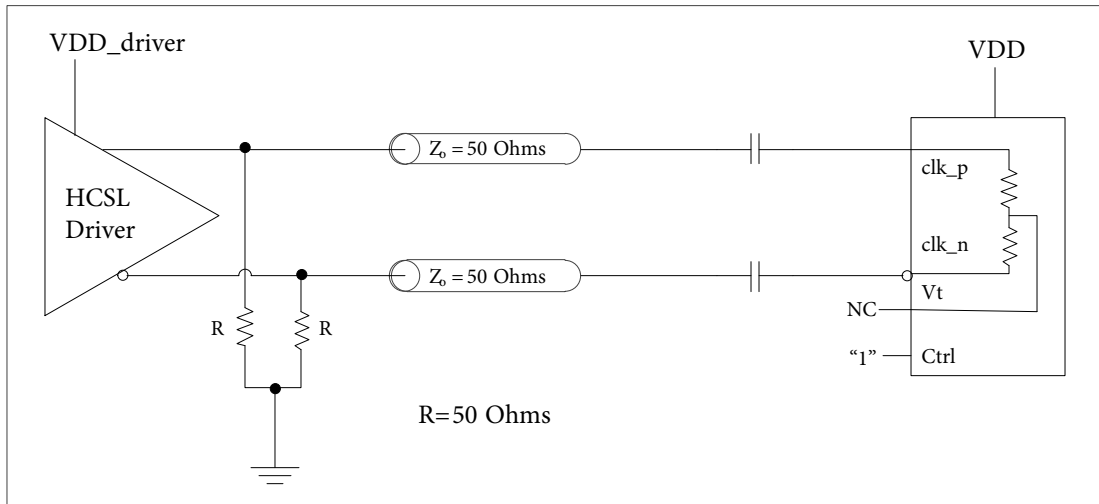 VDD_driver
VDD
HCSL
Driver
Zo = 50 Ohms
clk_p
clk_n
Zo = 50 Ohms
Vt
NC
R
R
“1”
Ctrl
R=50 Ohms